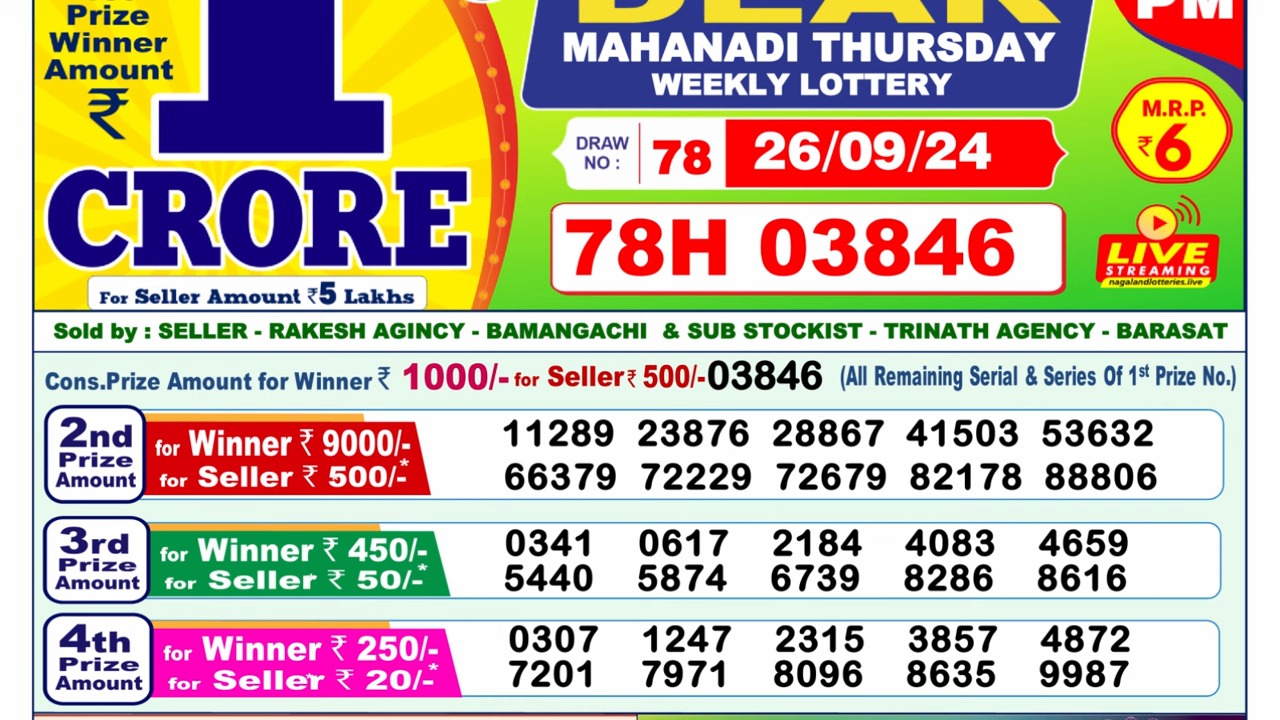 Prize
Winner
Amount
₹
1
CRORE
For Seller Amount ₹5 Lakhs
DEAR
PM
MAHANADI THURSDAY
WEEKLY LOTTERY
DRAW NO : 78 26/09/24
M.R.P.
₹6
78H 03846
LIVE
STREAMING
nagalandlotteries.live
Sold by : SELLER - RAKESH AGINCY - BAMANGACHI & SUB STOCKIST - TRINATH AGENCY - BARASAT
Cons.Prize Amount for Winner ₹ 1000/- for Seller ₹ 500/- 03846 (All Remaining Serial & Series Of 1st Prize No.)
2nd
Prize
Amount
for Winner ₹ 9000/-
for Seller ₹ 500/-*
11289 23876 28867 41503 53632
66379 72229 72679 82178 88806
3rd
Prize
Amount
for Winner ₹ 450/-
for Seller ₹ 50/-*
0341 0617 2184 4083 4659
5440 5874 6739 8286 8616
4th
Prize
Amount
for Winner ₹ 250/-
for Seller ₹ 20/-*
0307 1247 2315 3857 4872
7201 7971 8096 8635 9987